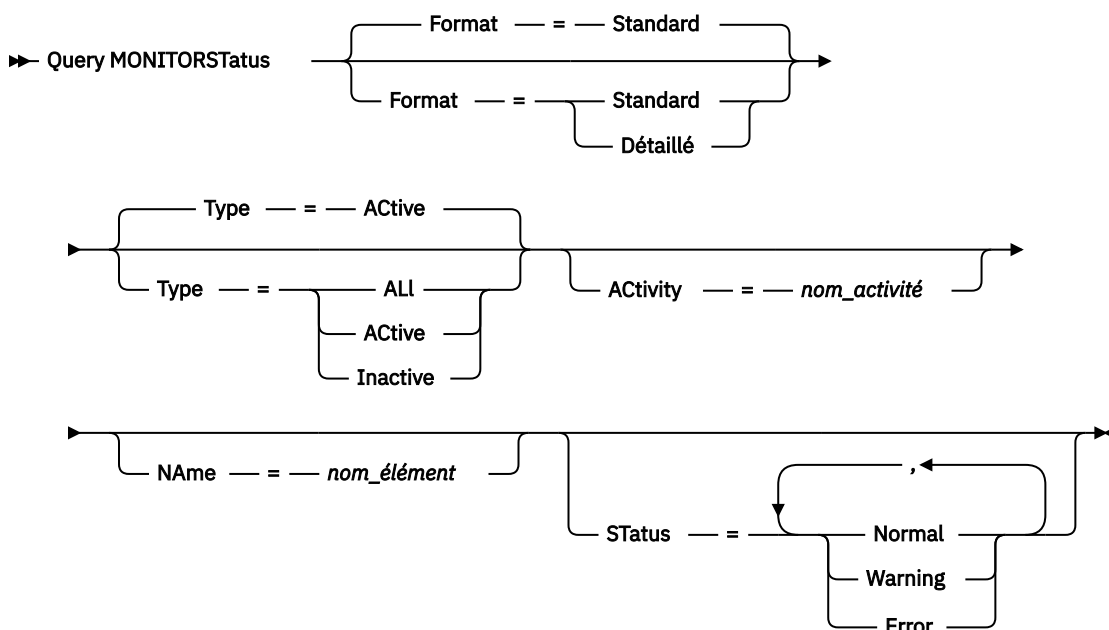 Format = Standard
Query MONITORSTatus
Format = Standard
Détaillé
Type = ACtive
Type = ALl
ACtivity = nom_activité
ACtive
Inactive
NAme = nom_élément
,
STatus = Normal
Warning
Error